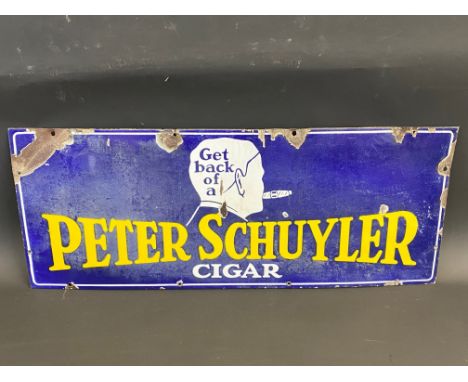 Get
back
of
a
PETER SCHUYLER
CIGAR